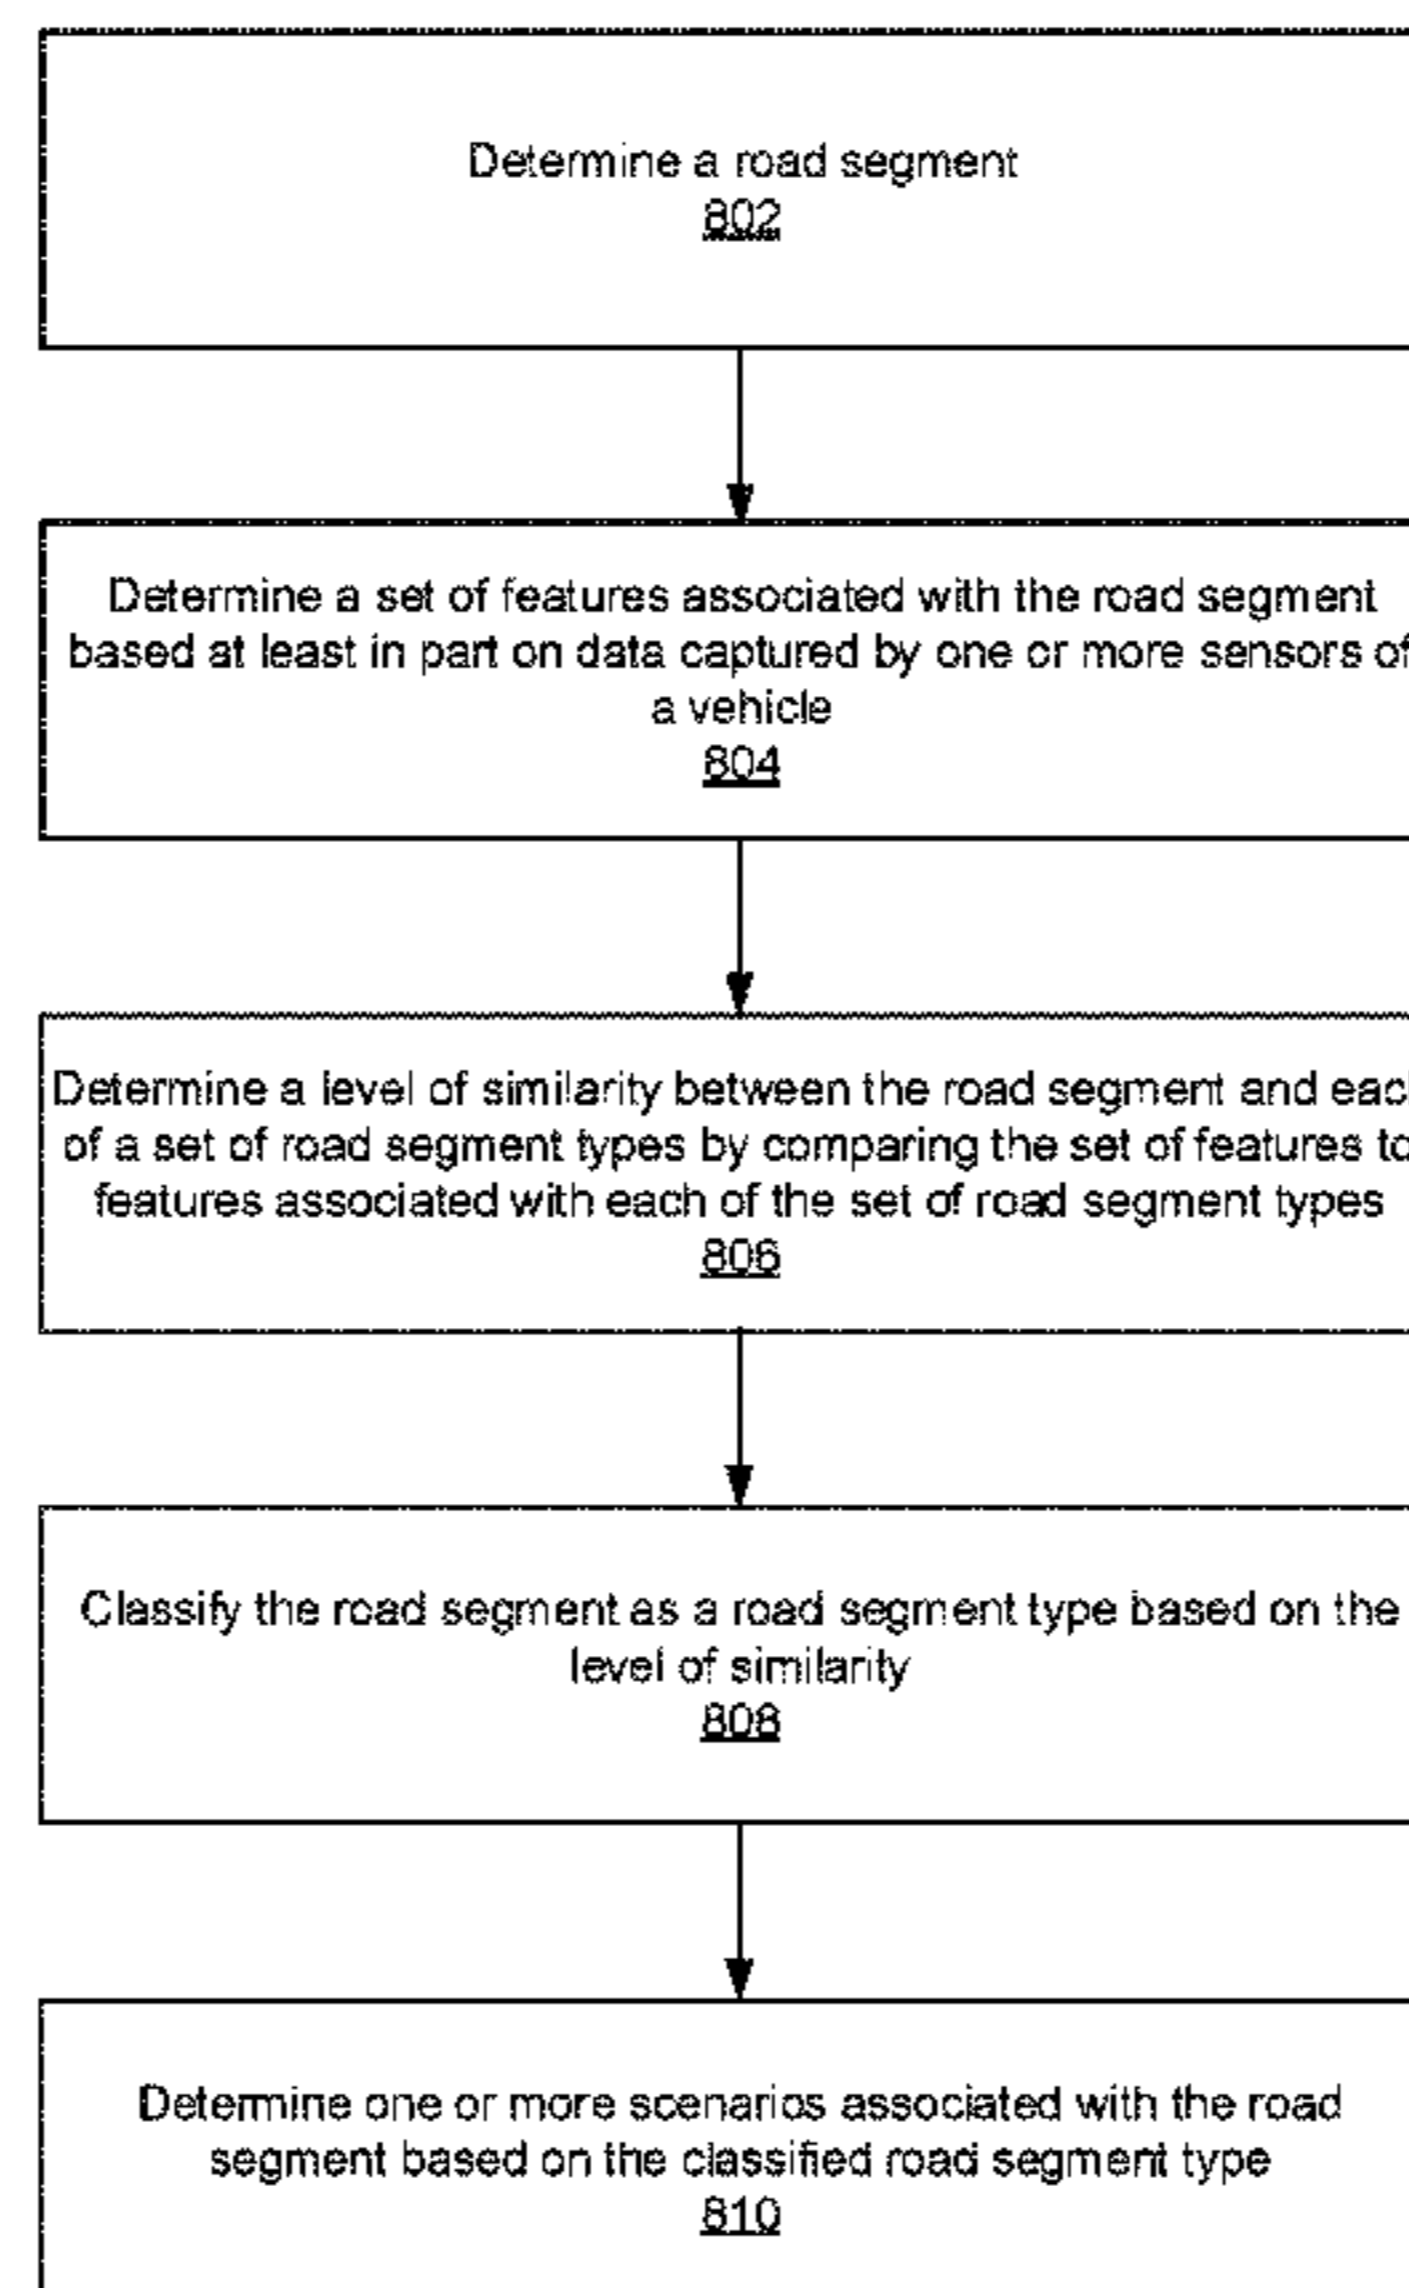 Determine a road segment
802
Determine a set of features associated with the road segment
based at least in part on data captured by one or more sensors of
a vehicle
804
Determine a level of similarity between the road segment and each
of a set of road segment types by comparing the set of features to
features associated with each of the set of road segment types
806
Classify the road segment as a road segment type based on the
level of similarity
808
Determine one or more scenarios associated with the road
segment based on the classified road segment type
810